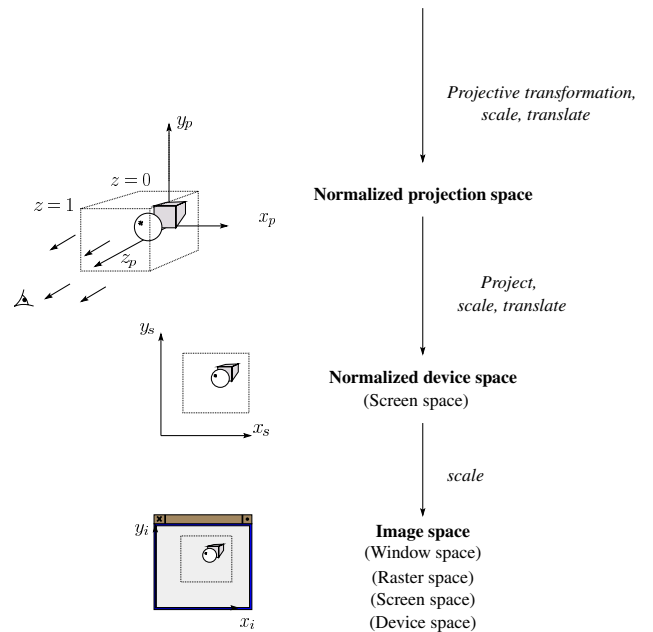 Projective transformation,
scale, translate
y_p
z = 0
z = 1
Normalized projection space
x_p
z_p
Project,
scale, translate
y_s
Normalized device space
(Screen space)
x_s
scale
y_i
Image space
(Window space)
(Raster space)
(Screen space)
(Device space)
x_i